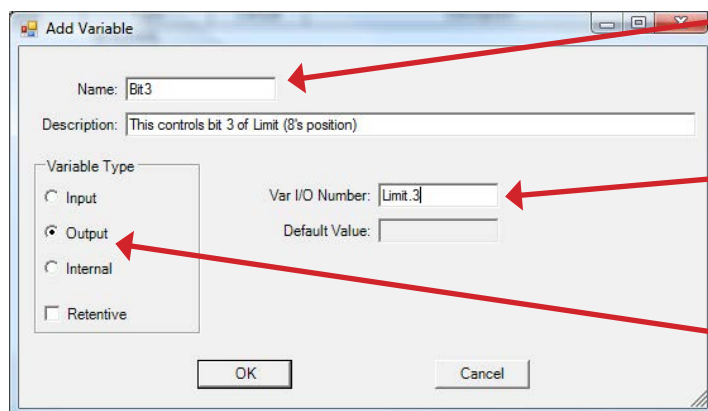 Add Variable
Name: Bit3
Description: This controls bit 3 of Limit (8's position)
Variable Type
Input
Output
Internal
Retentive
Var I/O Number: Limit.3
Default Value:
OK
Cancel